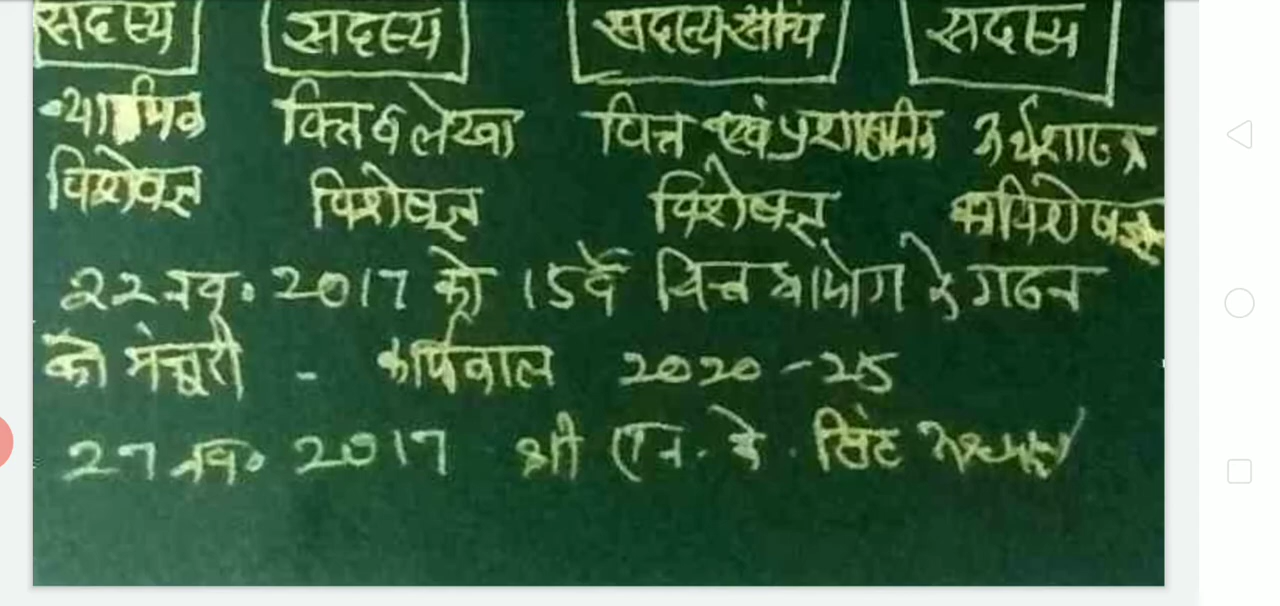 सदस्य सदस्य सदस्य सचिव सदस्य
न्यायिक वित्त व लेखा वित्त एवं प्रशासनिक अर्थशास्त्र
विशेषज्ञ विशेषज्ञ विशेषज्ञ का विशेषज्ञ
22 नव. 2017 को 15वें वित्त आयोग के गठन
को मंजूरी - कार्यकाल 2020-25
27 नव. 2017 श्री एन. के. सिंह अध्यक्ष